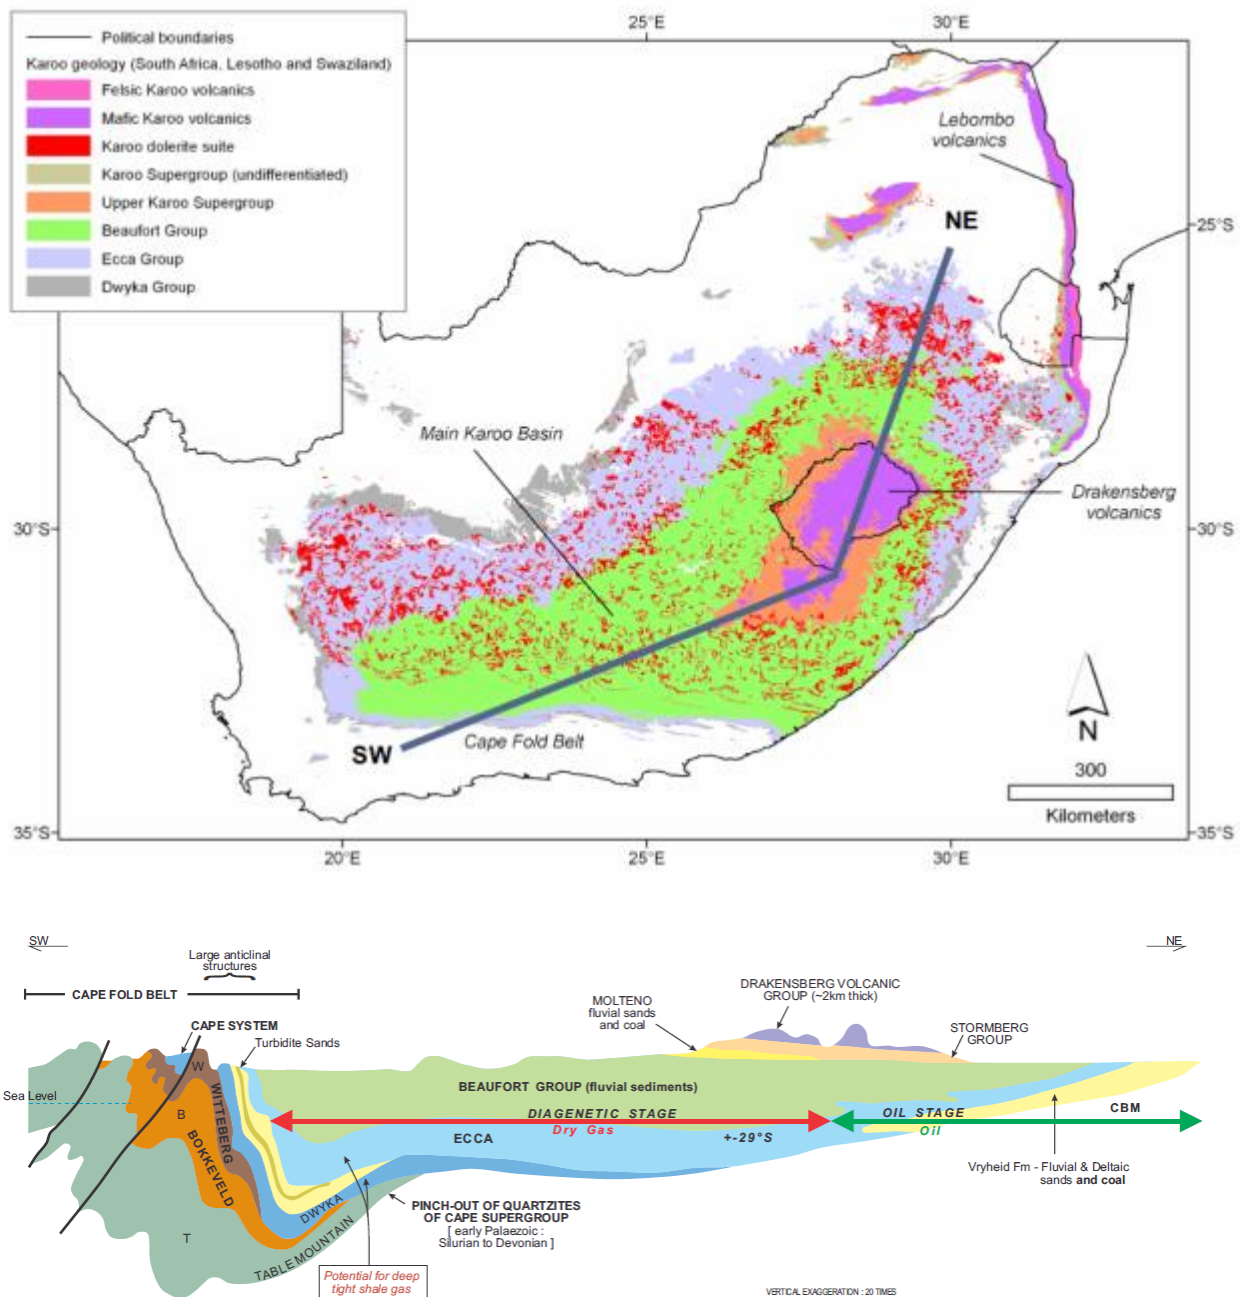 25°E
30°E
Political boundaries
Karoo geology (South Africa, Lesotho and Swaziland)
Felsic Karoo volcanics
Mafic Karoo volcanics
Karoo dolerite suite
Karoo Supergroup (undifferentiated)
Upper Karoo Supergroup
Beaufort Group
Ecca Group
Dwyka Group
Lebombo
volcanics
NE
25°S
Main Karoo Basin
Drakensberg
volcanics
30°S
30°S
SW
Cape Fold Belt
N
300
Kilometers
35°S
35°S
20°E
25°E
30°E
SW
NE
Large anticlinal
structures
CAPE FOLD BELT
DRAKENSBERG VOLCANIC
GROUP (~2km thick)
MOLTENO
fluvial sands
and coal
CAPE SYSTEM
Turbidite Sands
STORMBERG
GROUP
W
Sea Level
B
WITTEBERG
BOKKEVELD
BEAUFORT GROUP (fluvial sediments)
DIAGENETIC STAGE
Dry Gas
OIL STAGE
Oil
CBM
ECCA
+-29°S
Vryheid Fm - Fluvial & Deltaic
sands and coal
DWYKA
PINCH-OUT OF QUARTZITES
OF CAPE SUPERGROUP
[ early Palaezoic :
Silurian to Devonian ]
T
TABLE MOUNTAIN
Potential for deep
tight shale gas
VERTICAL EXAGGERATION : 20 TIMES